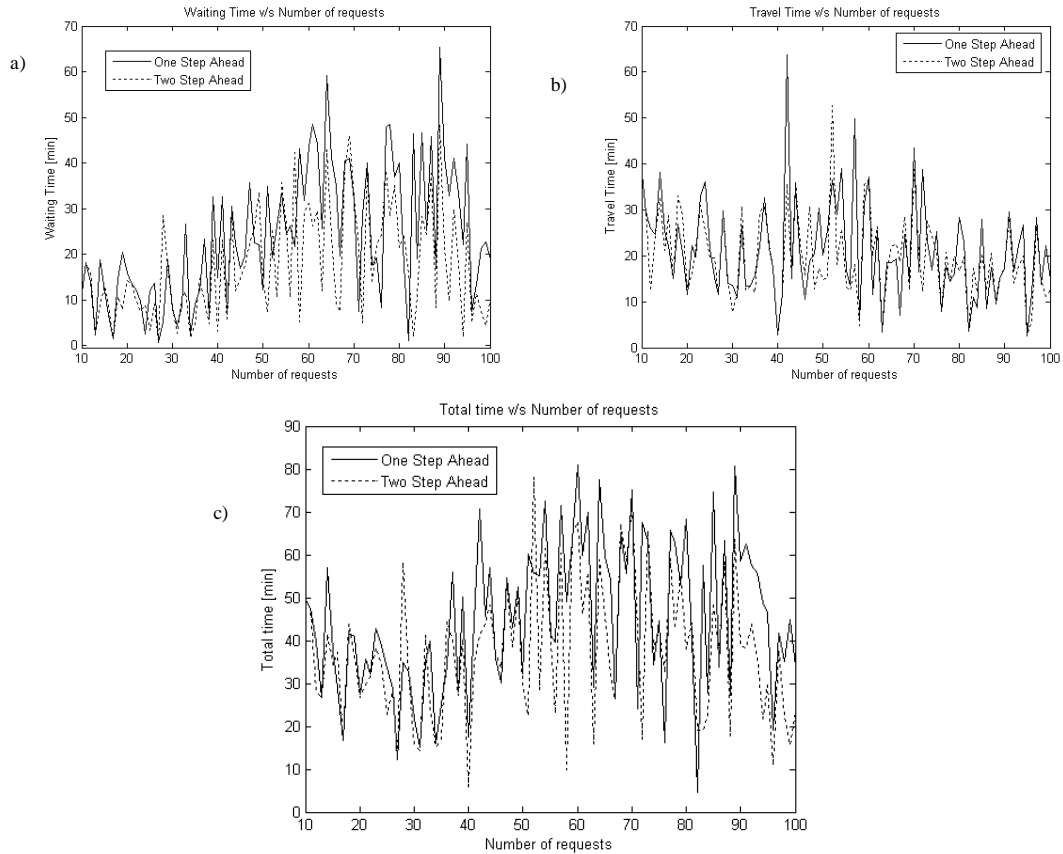 a)
Waiting Time v/s Number of requests
One Step Ahead
Two Step Ahead
Waiting Time [min]
70
60
50
40
30
20
10
0
10 20 30 40 50 60 70 80 90 100
Number of requests
b)
Travel Time v/s Number of requests
One Step Ahead
Two Step Ahead
Travel Time [min]
70
60
50
40
30
20
10
0
10 20 30 40 50 60 70 80 90 100
Number of requests
c)
Total time v/s Number of requests
One Step Ahead
Two Step Ahead
Total time [min]
90
80
70
60
50
40
30
20
10
0
10 20 30 40 50 60 70 80 90 100
Number of requests